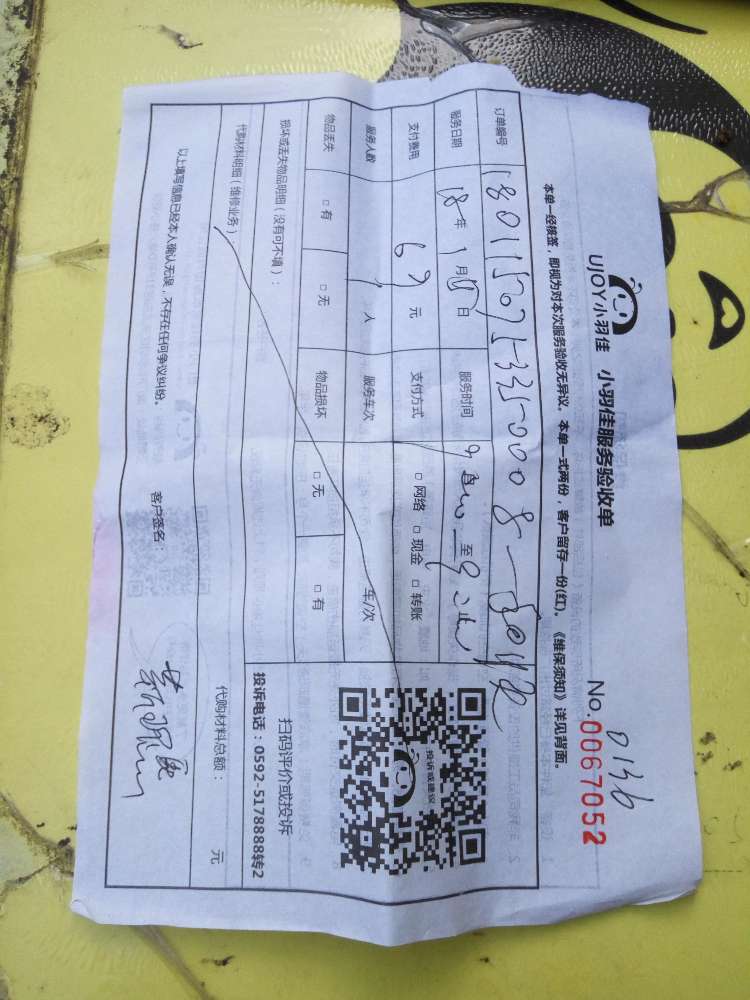 UJOY小羽佳 小羽佳服务验收单
0136
No.0067052
本单一经核签，即视为对本次服务验收无异议。本单一式两份，客户留存一份(红)。《维保须知》详见背面。
订单编号
服务日期 18年1月 日 服务时间 至
支付费用 69元 支付方式 □ 网络 □ 现金 □ 转账
服务人数 1人 服务车次 车/次
物品丢失 □ 有 □ 无 物品损坏 □ 无 □ 有
投诉或建议
损坏或丢失物品明细（没有可不填）：
扫码评价或投诉
投诉电话：0592-5178888转2
代购材料明细（维修业务）： 代购材料总额： 元
以上填写信息已经本人确认无误，不存在任何争议纠纷。 客户签名：